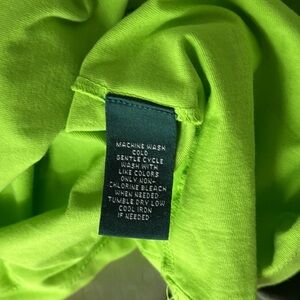 MACHINE WASH
COLD
GENTLE CYCLE
WASH WITH
LIKE COLORS
ONLY NON-
CHLORINE BLEACH
WHEN NEEDED
TUMBLE DRY LOW
COOL IRON
IF NEEDED